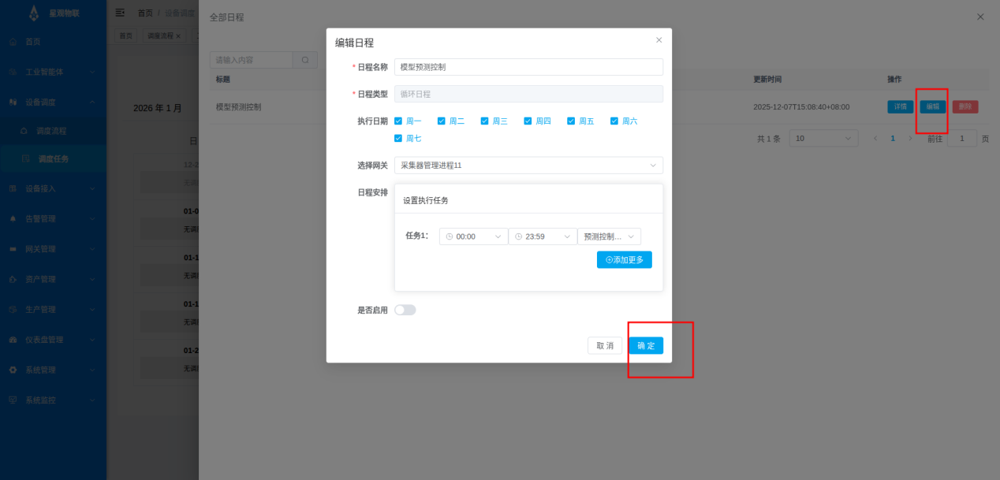 星观物联
首页 / 设备调度
全部日程
首页
调度流程 ×
首页
工业智能体
设备调度
调度流程
调度任务
设备接入
告警管理
网关管理
资产管理
生产管理
仪表盘管理
系统管理
系统监控
2026 年 1 月
日
12-2
无调
01-0
无调
01-1
无调
01-1
无调
01-2
无调
请输入内容
标题
更新时间
操作
模型预测控制
2025-12-07T15:08:40+08:00
详情
编辑
删除
共 1 条
10
1
前往
1
页
编辑日程
* 日程名称
模型预测控制
* 日程类型
循环日程
执行日期
周一
周二
周三
周四
周五
周六
周七
选择网关
采集器管理进程11
日程安排
设置执行任务
任务1:
00:00
23:59
预测控制...
添加更多
是否启用
取 消
确 定